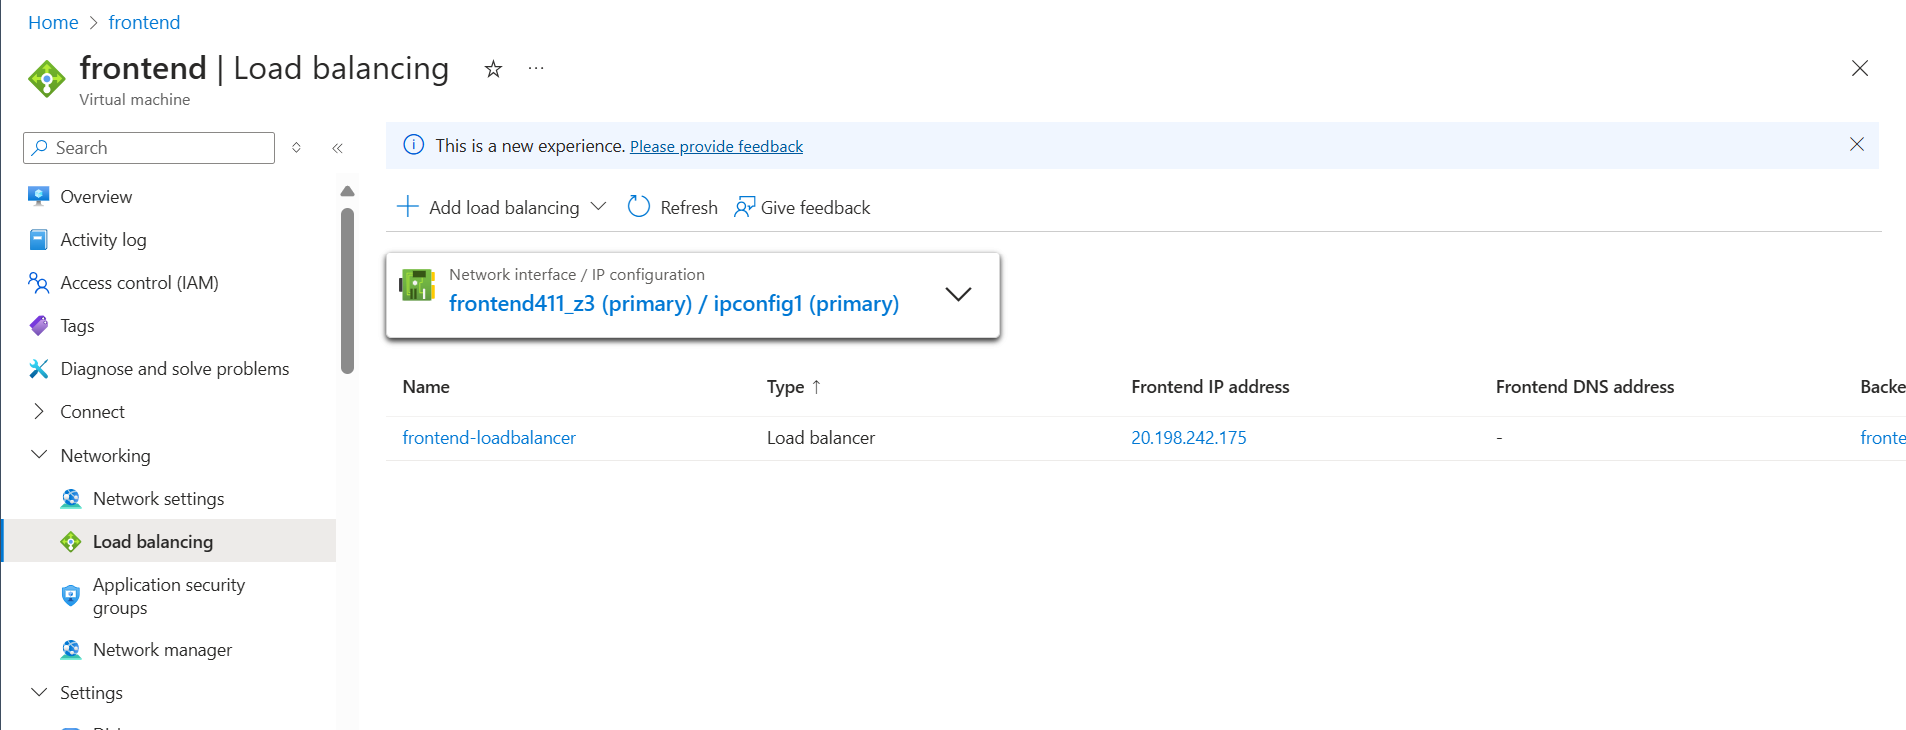 Home > frontend
frontend | Load balancing
Virtual machine
Search
Overview
Activity log
Access control (IAM)
Tags
Diagnose and solve problems
Connect
Networking
Network settings
Load balancing
Application security
groups
Network manager
Settings
This is a new experience. Please provide feedback
Add load balancing
Refresh
Give feedback
Network interface / IP configuration
frontend411_z3 (primary) / ipconfig1 (primary)
Name Type ↑ Frontend IP address Frontend DNS address Backe
frontend-loadbalancer Load balancer 20.198.242.175 - fronte